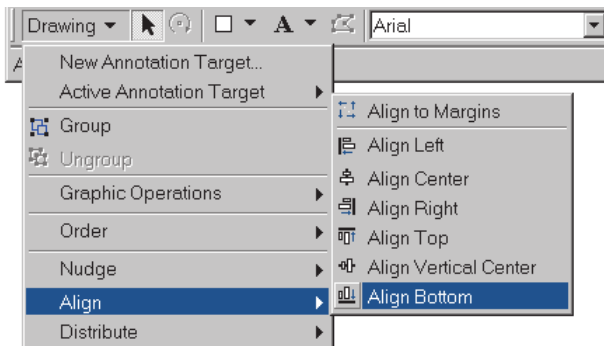 Drawing A Arial
A
New Annotation Target...
Active Annotation Target
Group
Ungroup
Graphic Operations
Order
Nudge
Align
Distribute
Align to Margins
Align Left
Align Center
Align Right
Align Top
Align Vertical Center
Align Bottom